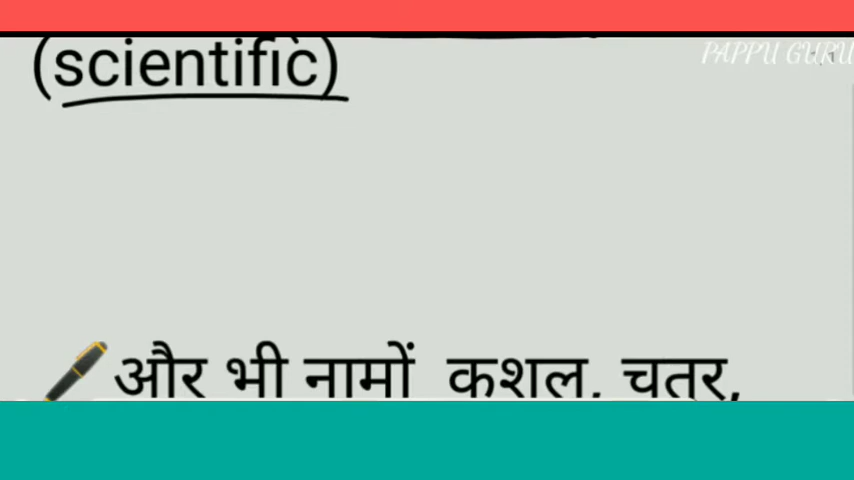 (scientific)
PAPPU GURU
और भी नामों कुशल, चतुर,